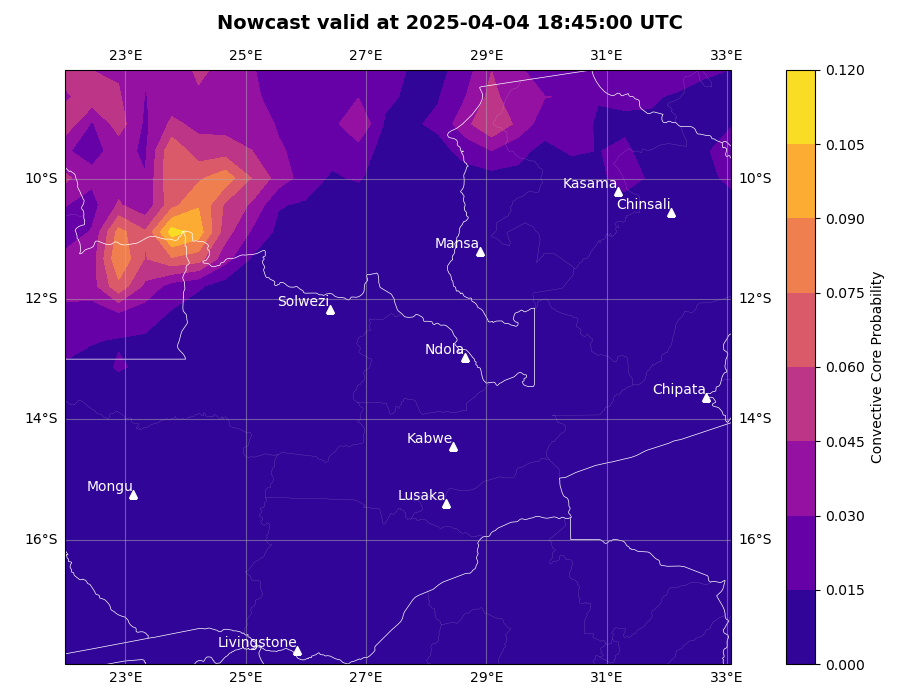 Nowcast valid at 2025-04-04 18:45:00 UTC
23°E 25°E 27°E 29°E 31°E 33°E
0.120
0.105
10°S Kasama 10°S
Chinsali
0.090
Mansa
12°S Solwezi 12°S
0.075
Ndola
0.060
Chipata
14°S 14°S
Kabwe
0.045
Mongu Lusaka
0.030
16°S 16°S
0.015
Livingstone
0.000
23°E 25°E 27°E 29°E 31°E 33°E
Convective Core Probability